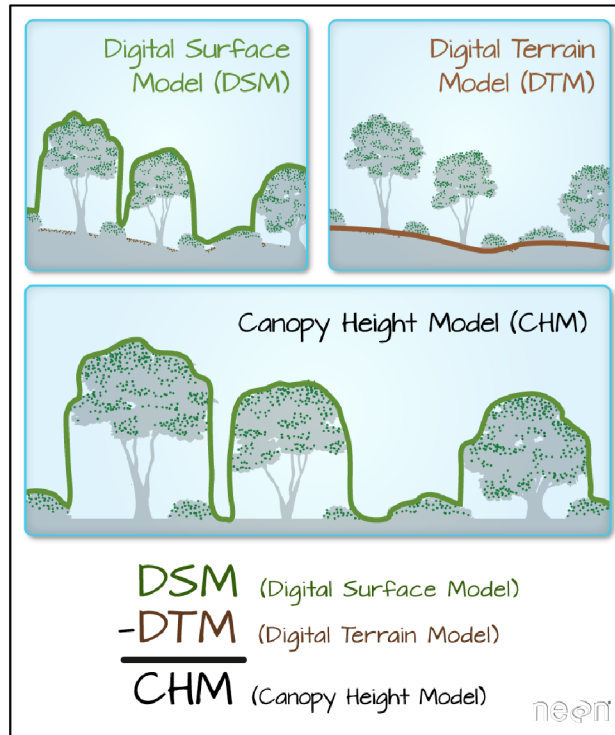 Digital Surface
Model (DSM)
Digital Terrain
Model (DTM)
Canopy Height Model (CHM)
DSM (Digital Surface Model)
-DTM (Digital Terrain Model)
CHM (Canopy Height Model)
neon